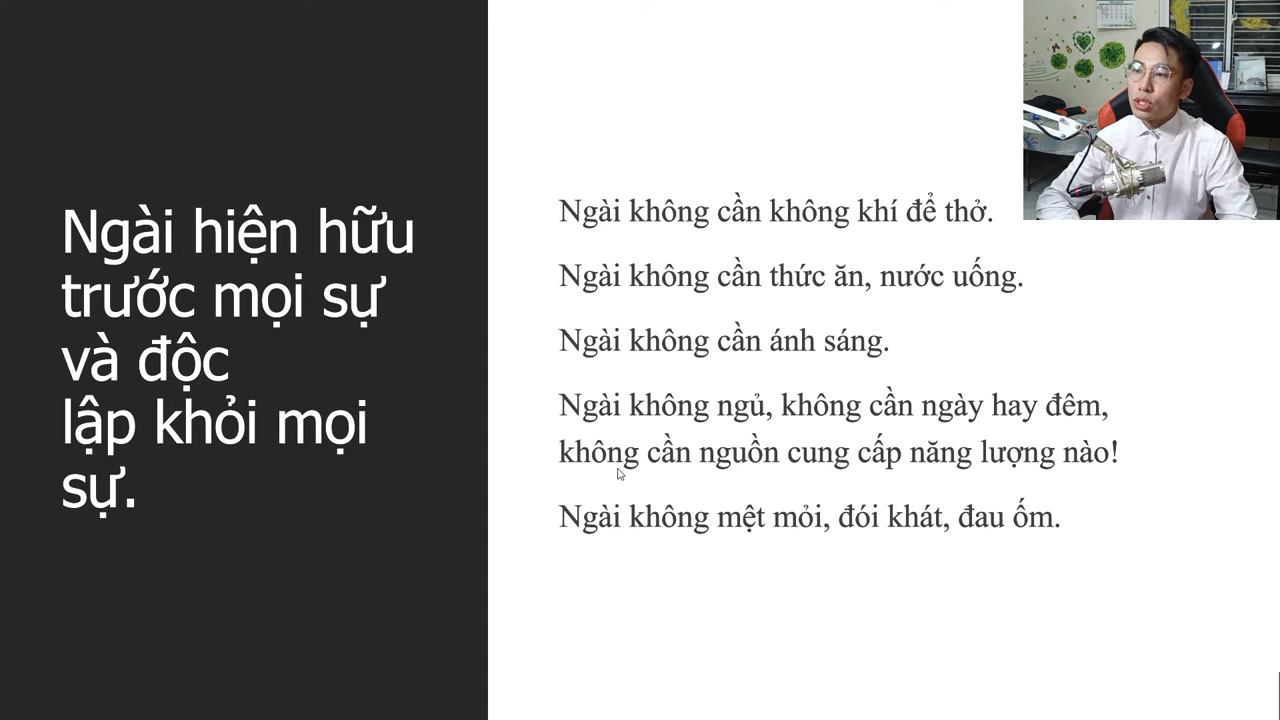 Ngài hiện hữu
trước mọi sự
và độc
lập khỏi mọi
sự.
Ngài không cần không khí để thở.
Ngài không cần thức ăn, nước uống.
Ngài không cần ánh sáng.
Ngài không ngủ, không cần ngày hay đêm,
không cần nguồn cung cấp năng lượng nào!
Ngài không mệt mỏi, đói khát, đau ốm.